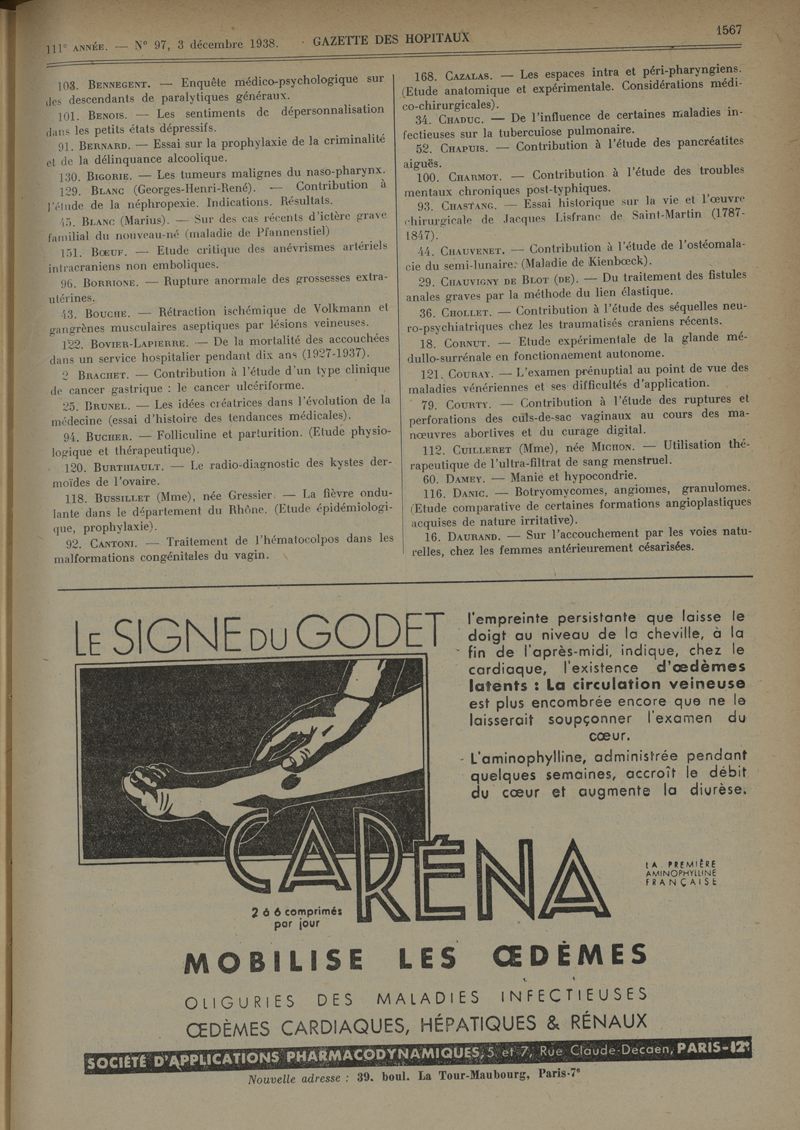 111e ANNÉE. — N° 97, 3 décembre 1938. · GAZETTE DES HOPITAUX 1567
103. BENNEGENT. — Enquête médico-psychologique sur
des descendants de paralytiques généraux.
101. BENOIS. — Les sentiments de dépersonnalisation
dans les petits états dépressifs.
91. BERNARD. — Essai sur la prophylaxie de la criminalité
et de la délinquance alcoolique.
130. BIGORIE. — Les tumeurs malignes du naso-pharynx.
129. BLANC (Georges-Henri-René). — Contribution à
l'étude de la néphropexie. Indications. Résultats.
45. BLANC (Marius). — Sur des cas récents d'ictère grave
familial du nouveau-né (maladie de Pfannenstiel)
151. BŒUF. — Etude critique des anévrismes artériels
intracraniens non emboliques.
96. BORRIONE. — Rupture anormale des grossesses extra-
utérines.
43. BOUCHE. — Rétraction ischémique de Volkmann et
gangrènes musculaires aseptiques par lésions veineuses.
122. BOVIER-LAPIERRE. — De la mortalité des accouchées
dans un service hospitalier pendant dix ans (1927-1937).
2 BRACHET. — Contribution à l'étude d'un type clinique
de cancer gastrique : le cancer ulcériforme.
25. BRUNEL. — Les idées créatrices dans l'évolution de la
médecine (essai d'histoire des tendances médicales).
94. BUCHER. — Folliculine et parturition. (Etude physio-
logique et thérapeutique).
120. BURTHIAULT. — Le radio-diagnostic des kystes der-
moïdes de l'ovaire.
118. BUSSILLET (Mme), née Gressier. — La fièvre ondu-
lante dans le département du Rhône. (Etude épidémiologi-
que, prophylaxie).
92. CANTONI. — Traitement de l'hématocolpos dans les
malformations congénitales du vagin.
168. CAZALAS. — Les espaces intra et péri-pharyngiens.
(Etude anatomique et expérimentale. Considérations médi-
co-chirurgicales).
34. CHADUC. — De l'influence de certaines maladies in-
fectieuses sur la tuberculose pulmonaire.
52. CHAPUIS. — Contribution à l'étude des pancréatites
aiguës.
100. CHARMOT. — Contribution à l'étude des troubles
mentaux chroniques post-typhiques.
93. CHASTANG. — Essai historique sur la vie et l'œuvre
chirurgicale de Jacques Lisfranc de Saint-Martin (1787-
1847).
44. CHAUVENET. — Contribution à l'étude de l'ostéomala-
cie du semi-lunaire. (Maladie de Kienbœck).
29. CHAUVIGNY DE BLOT (DE). — Du traitement des fistules
anales graves par la méthode du lien élastique.
36. CHOLLET. — Contribution à l'étude des séquelles neu-
ro-psychiatriques chez les traumatisés craniens récents.
18. CORNUT. — Etude expérimentale de la glande mé-
dullo-surrénale en fonctionnement autonome.
121. COURAY. — L'examen prénuptial au point de vue des
maladies vénériennes et ses difficultés d'application.
79. COURTY. — Contribution à l'étude des ruptures et
perforations des culs-de-sac vaginaux au cours des ma-
nœuvres abortives et du curage digital.
112. CUILLERET (Mme), née MICHON. — Utilisation thé-
rapeutique de l'ultra-filtrat de sang menstruel.
60. DAMEY. — Manie et hypocondrie.
116. DANIC. — Botryomycomes, angiomes, granulomes.
(Etude comparative de certaines formations angioplastiques
acquises de nature irritative).
16. DAURAND. — Sur l'accouchement par les voies natu-
relles, chez les femmes antérieurement césarisées.
LE SIGNE DU GODET
l'empreinte persistante que laisse le
doigt au niveau de la cheville, à la
fin de l'après-midi, indique, chez le
cardiaque, l'existence d'œdèmes
latents : La circulation veineuse
est plus encombrée encore que ne le
laisserait soupçonner l'examen du
cœur.
- L'aminophylline, administrée pendant
quelques semaines, accroît le débit
du cœur et augmente la diurèse.
CARÉNA
LA PREMIÈRE
AMINOPHYLLINE
FRANÇAISE
2 à 6 comprimés
par jour
MOBILISE LES ŒDÈMES
OLIGURIES DES MALADIES INFECTIEUSES
ŒDÈMES CARDIAQUES, HÉPATIQUES & RÉNAUX
SOCIÉTÉ D'APPLICATIONS PHARMACODYNAMIQUES, 5 et 7, Rue Claude-Decaen, PARIS-12e
Nouvelle adresse : 39, boul. La Tour-Maubourg, Paris-7e